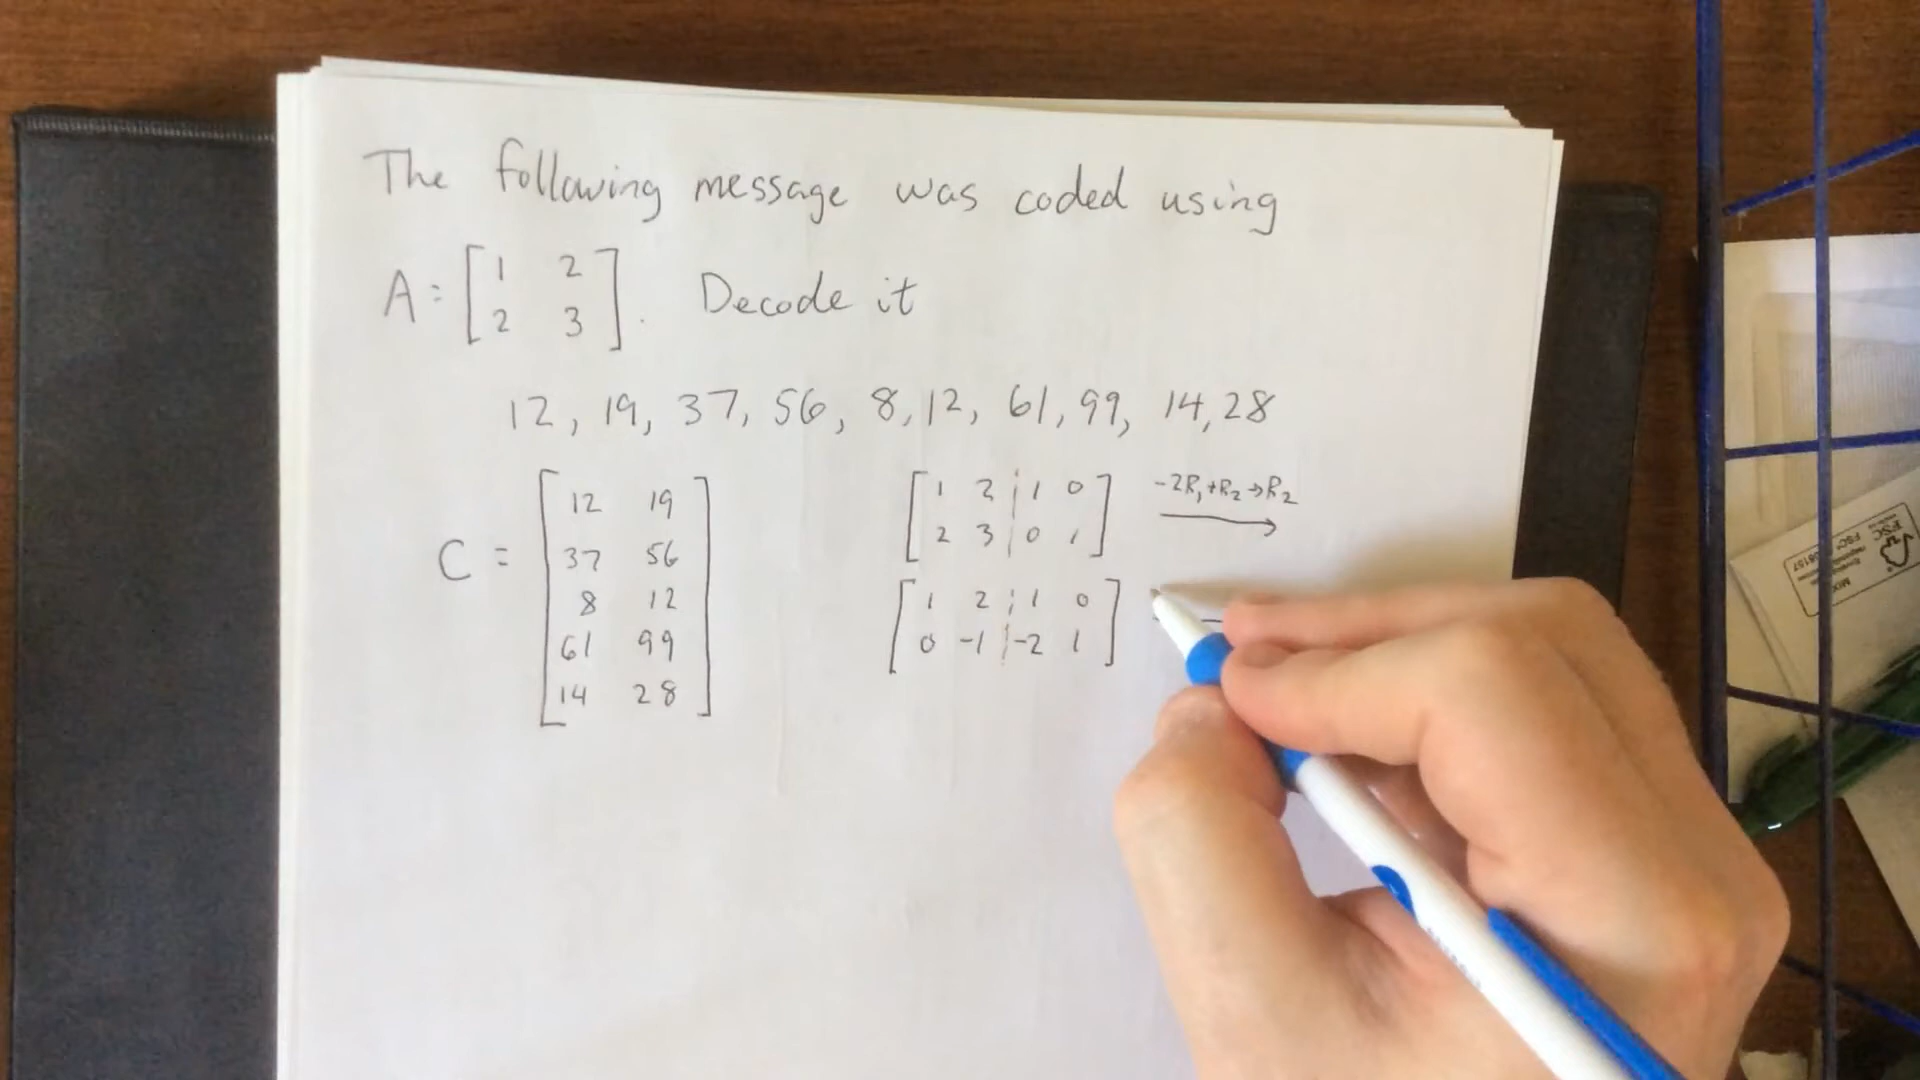 The following message was coded using
A = [1 2
2 3]. Decode it
12, 19, 37, 56, 8, 12, 61, 99, 14, 28
C = [12 19
37 56
8 12
61 99
14 28]
[1 2 | 1 0
2 3 | 0 1]
-2R₁+R₂→R₂
[1 2 | 1 0
0 -1 | -2 1]
FSC
MIX